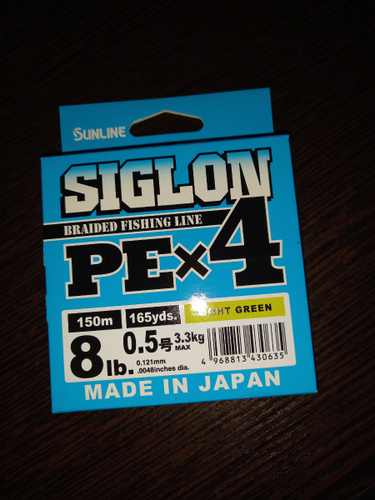 SUNLINE
SIGLON
BRAIDED FISHING LINE
PE×4
150m 165yds. LIGHT GREEN
8lb. 0.5号 3.3kg MAX
0.121mm
.0048inches dia.
4 968813 430635
MADE IN JAPAN